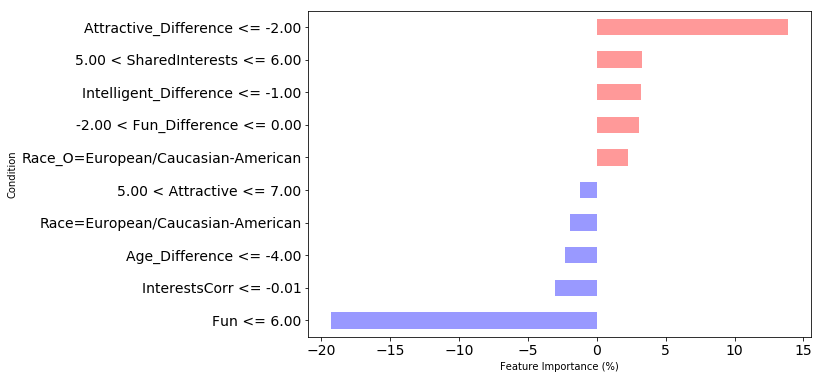 Attractive_Difference <= -2.00
5.00 < SharedInterests <= 6.00
Intelligent_Difference <= -1.00
-2.00 < Fun_Difference <= 0.00
Race_O=European/Caucasian-American
5.00 < Attractive <= 7.00
Race=European/Caucasian-American
Age_Difference <= -4.00
InterestsCorr <= -0.01
Fun <= 6.00
Condition
−20 −15 −10 −5 0 5 10 15
Feature Importance (%)